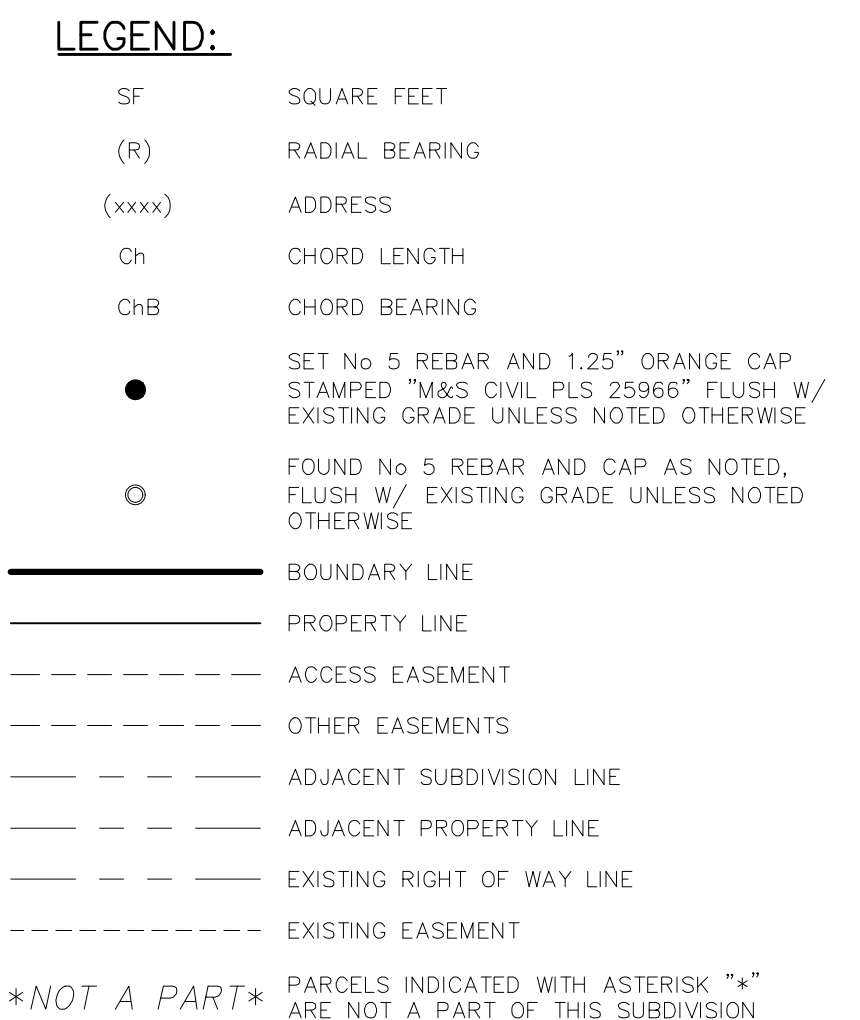 LEGEND:
SF SQUARE FEET
(R) RADIAL BEARING
(xxxx) ADDRESS
Ch CHORD LENGTH
ChB CHORD BEARING
SET No 5 REBAR AND 1.25" ORANGE CAP
STAMPED "M&S CIVIL PLS 25966" FLUSH W/
EXISTING GRADE UNLESS NOTED OTHERWISE
FOUND No 5 REBAR AND CAP AS NOTED,
FLUSH W/ EXISTING GRADE UNLESS NOTED
OTHERWISE
BOUNDARY LINE
PROPERTY LINE
ACCESS EASEMENT
OTHER EASEMENTS
ADJACENT SUBDIVISION LINE
ADJACENT PROPERTY LINE
EXISTING RIGHT OF WAY LINE
EXISTING EASEMENT
*NOT A PART* PARCELS INDICATED WITH ASTERISK "*"
ARE NOT A PART OF THIS SUBDIVISION